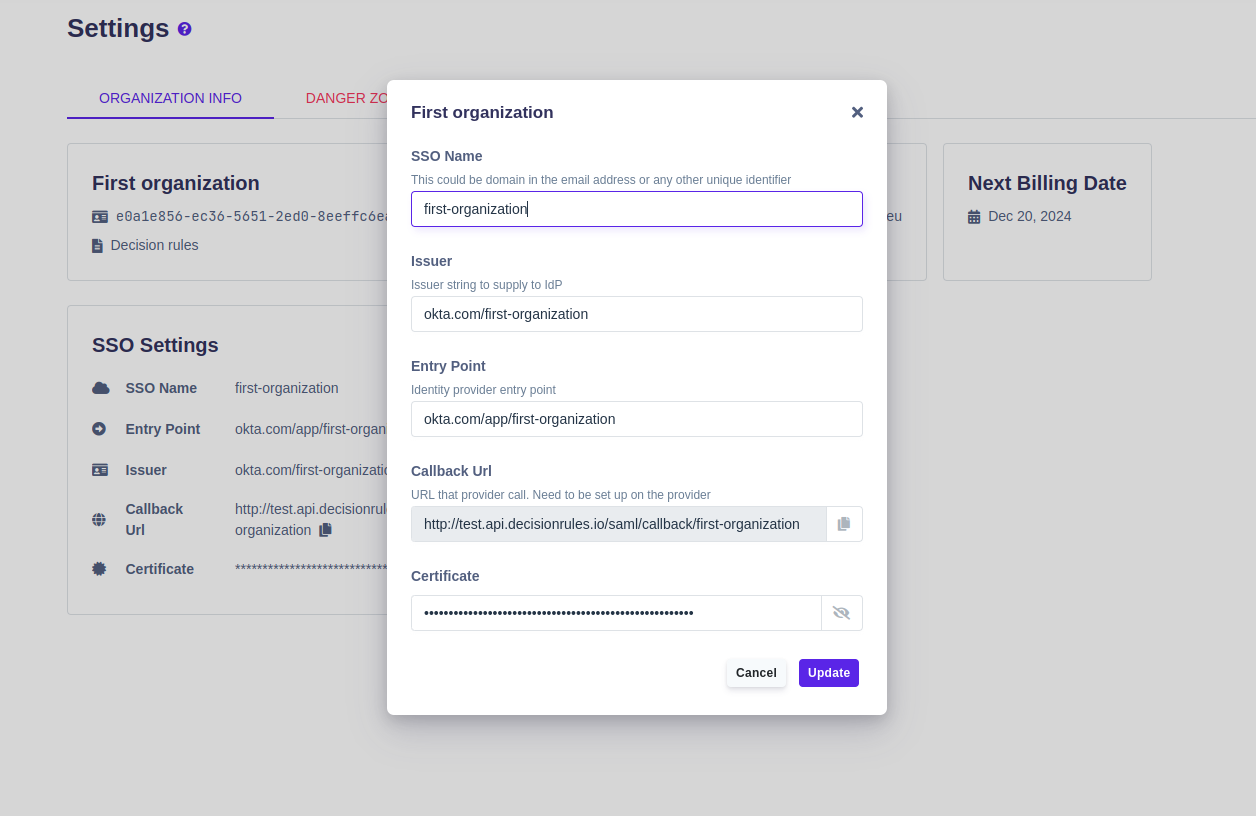 Settings
ORGANIZATION INFO
DANGER ZO
First organization
e0a1e856-ec36-5651-2ed0-8eeffc6ea
Decision rules
eu
Next Billing Date
Dec 20, 2024
SSO Settings
SSO Name first-organization
Entry Point okta.com/app/first-organ
Issuer okta.com/first-organizatio
Callback Url http://test.api.decisionrul
organization
Certificate ****************************
First organization
SSO Name
This could be domain in the email address or any other unique identifier
first-organization
Issuer
Issuer string to supply to IdP
okta.com/first-organization
Entry Point
Identity provider entry point
okta.com/app/first-organization
Callback Url
URL that provider call. Need to be set up on the provider
http://test.api.decisionrules.io/saml/callback/first-organization
Certificate
•••••••••••••••••••••••••••••••••••••••••••••••••••••••
Cancel
Update